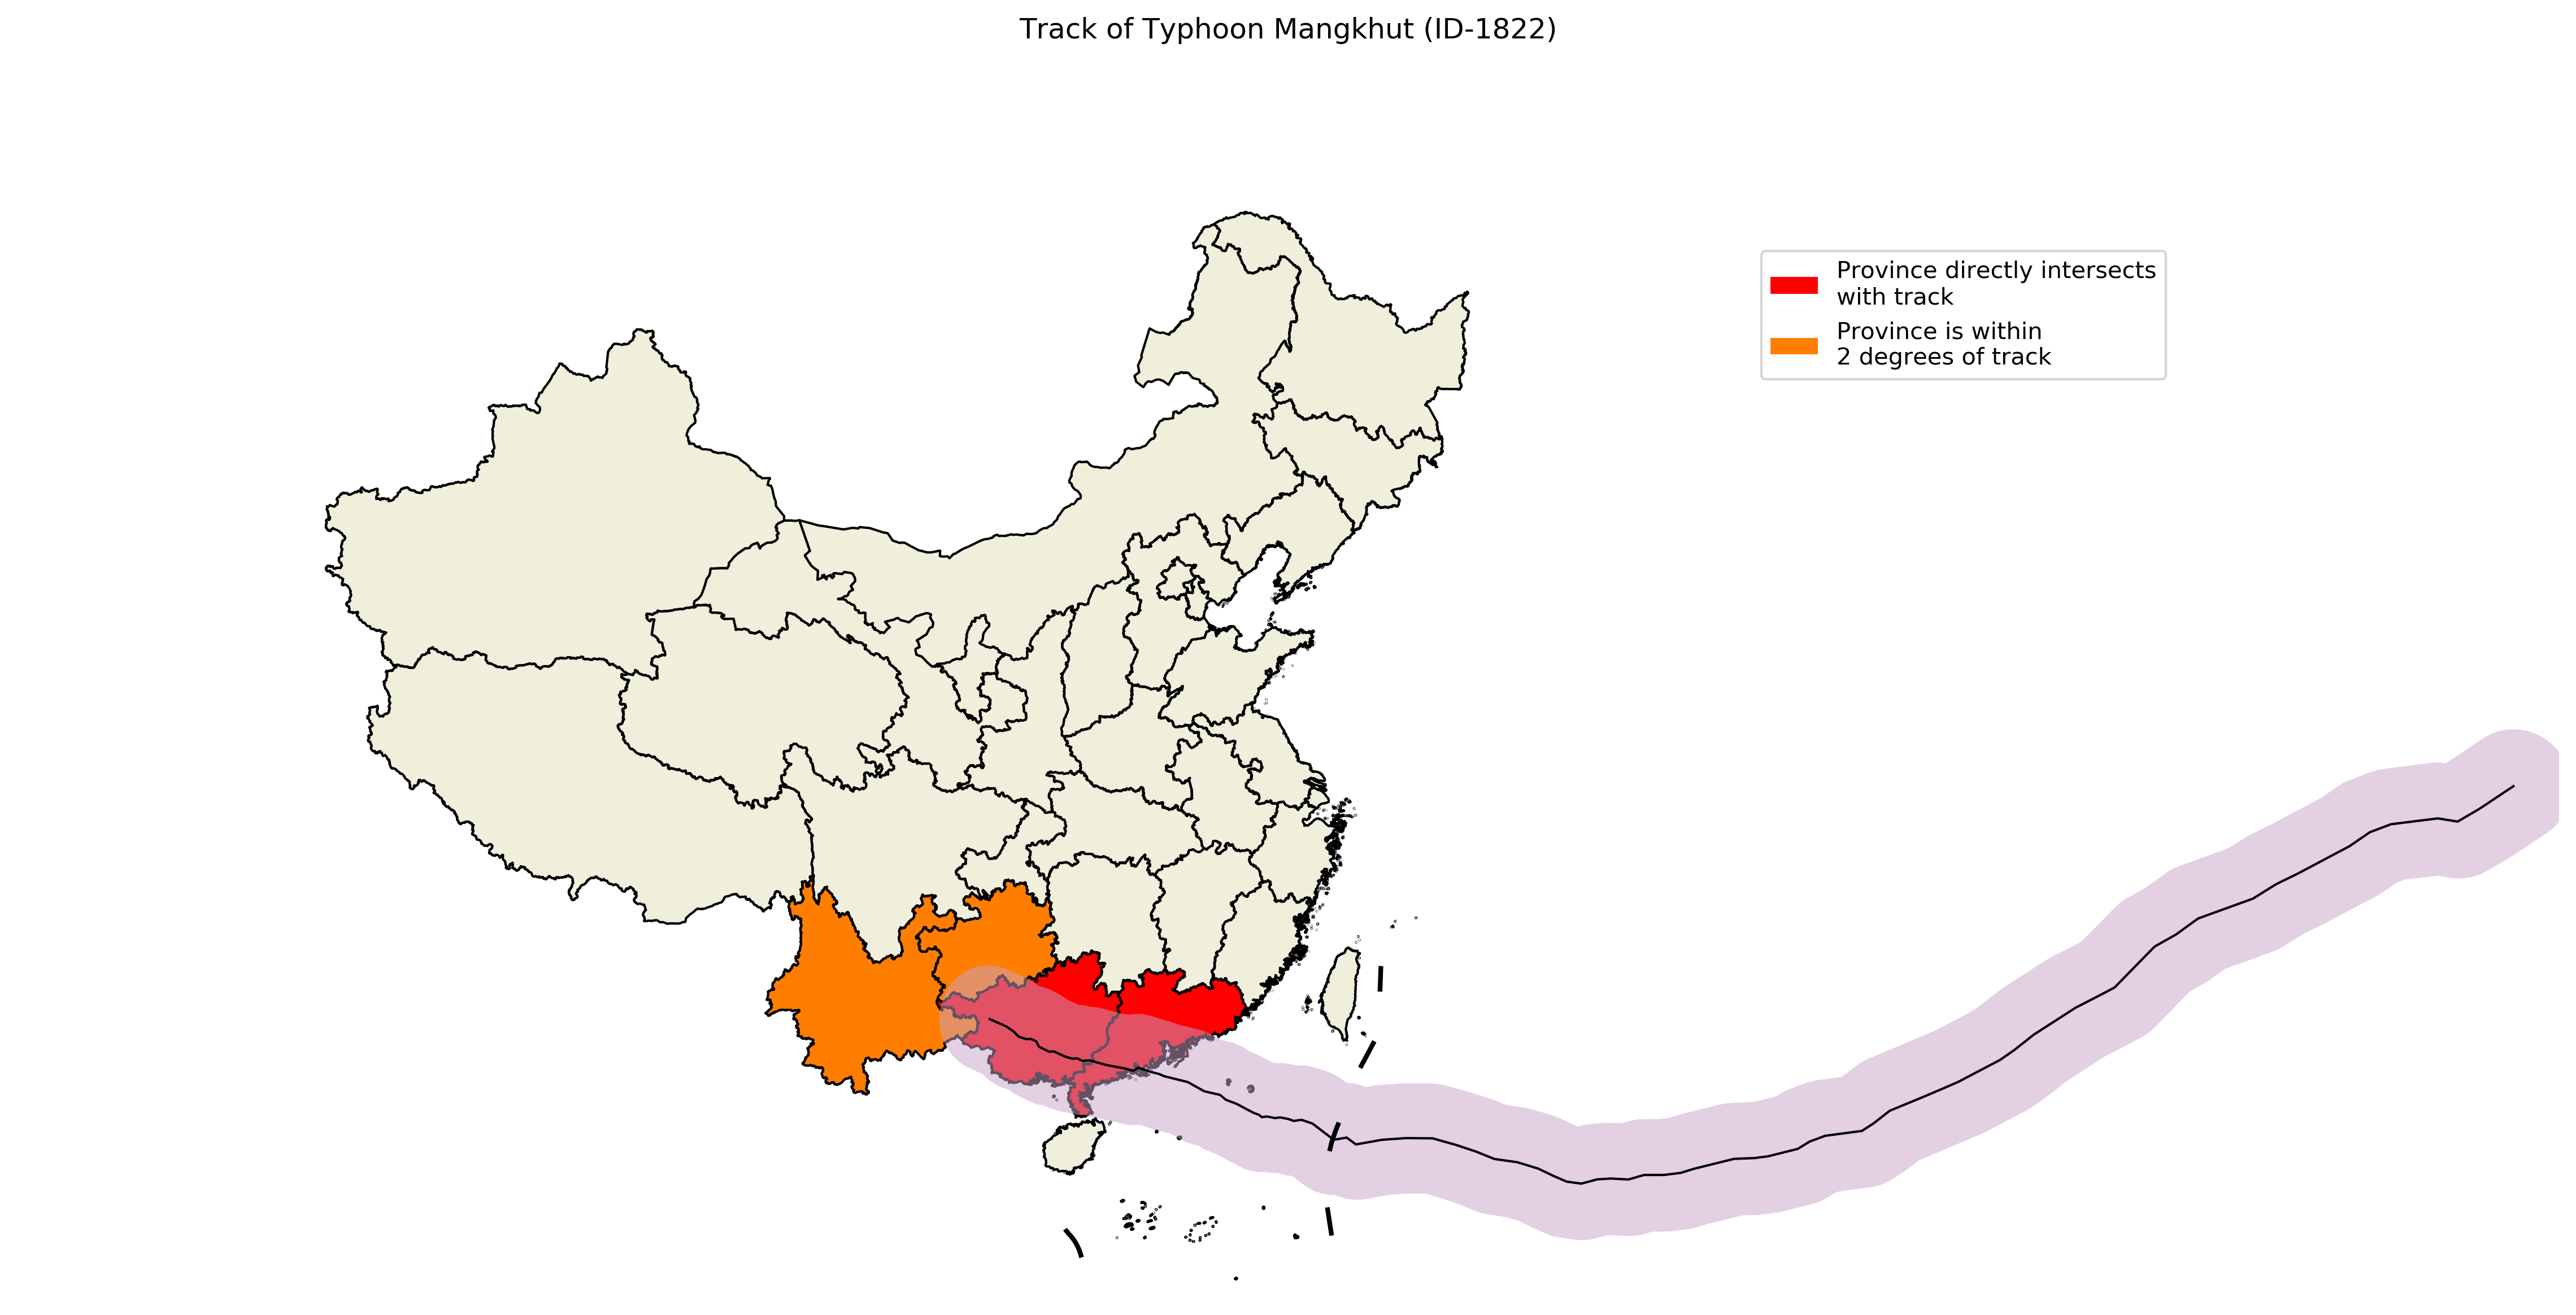 Track of Typhoon Mangkhut (ID-1822)
Province directly intersects
with track
Province is within
2 degrees of track